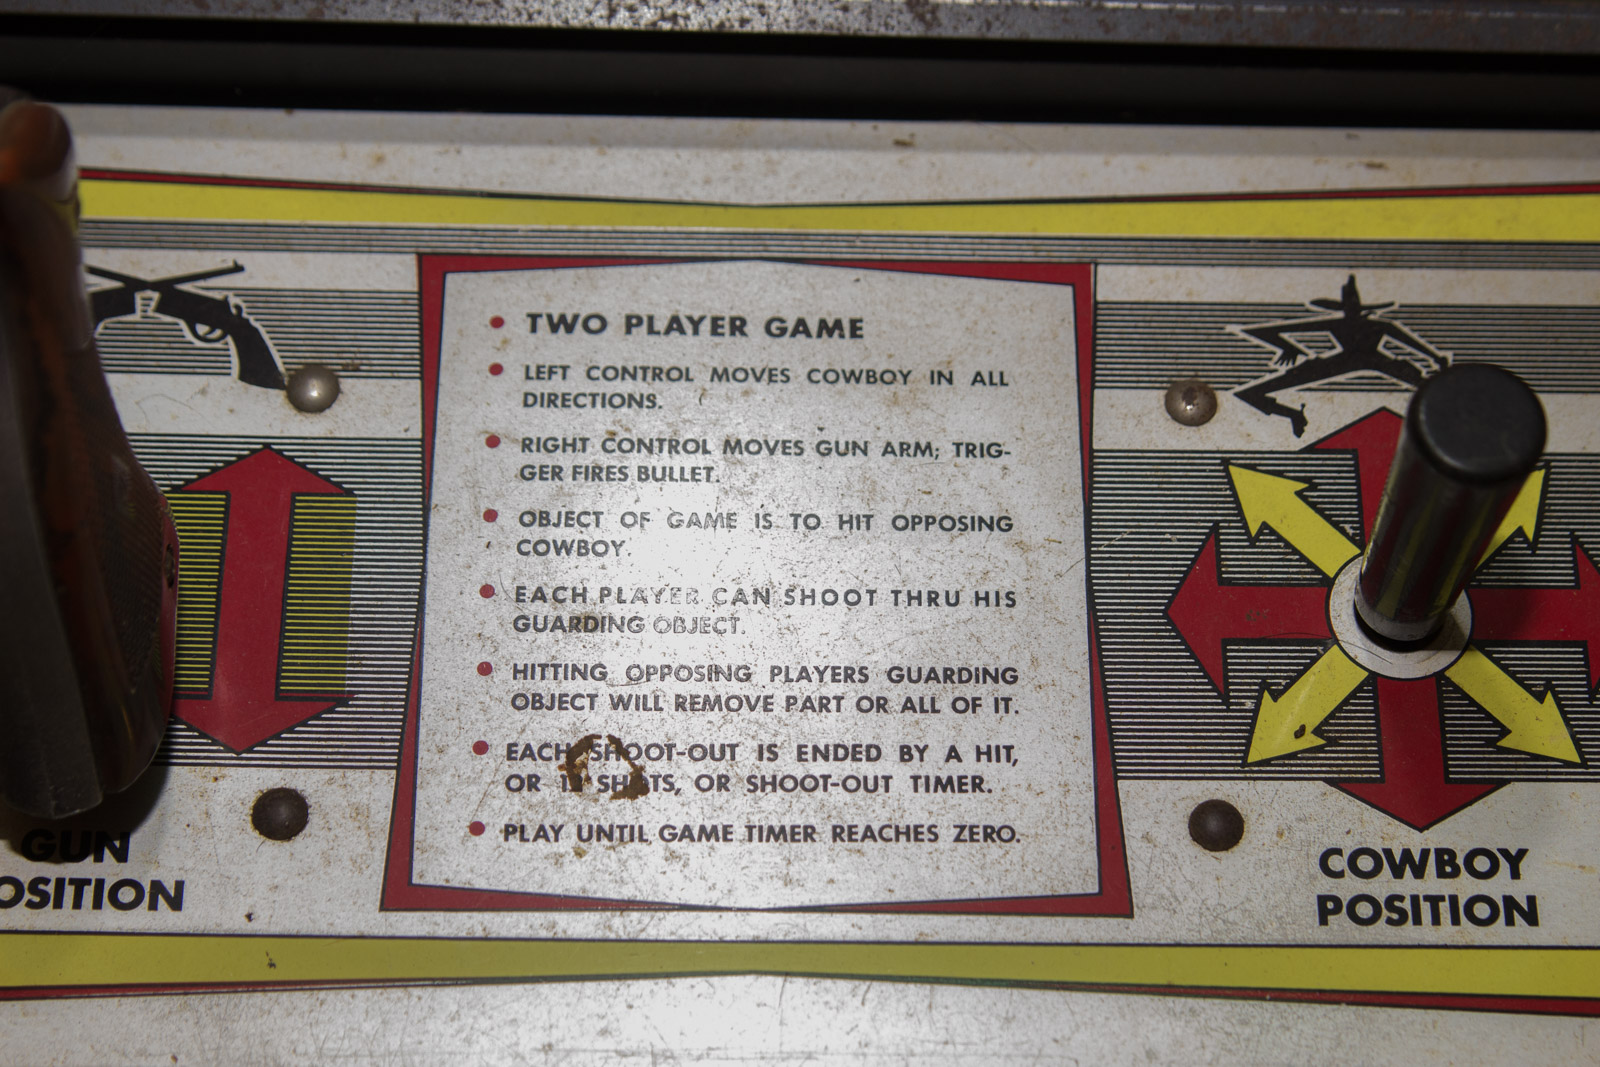 TWO PLAYER GAME
LEFT CONTROL MOVES COWBOY IN ALL
DIRECTIONS.
RIGHT CONTROL MOVES GUN ARM; TRIG-
GER FIRES BULLET.
OBJECT OF GAME IS TO HIT OPPOSING
COWBOY.
EACH PLAYER CAN SHOOT THRU HIS
GUARDING OBJECT.
HITTING OPPOSING PLAYERS GUARDING
OBJECT WILL REMOVE PART OR ALL OF IT.
EACH SHOOT-OUT IS ENDED BY A HIT,
OR SHOTS, OR SHOOT-OUT TIMER.
PLAY UNTIL GAME TIMER REACHES ZERO.
GUN
OSITION
COWBOY
POSITION